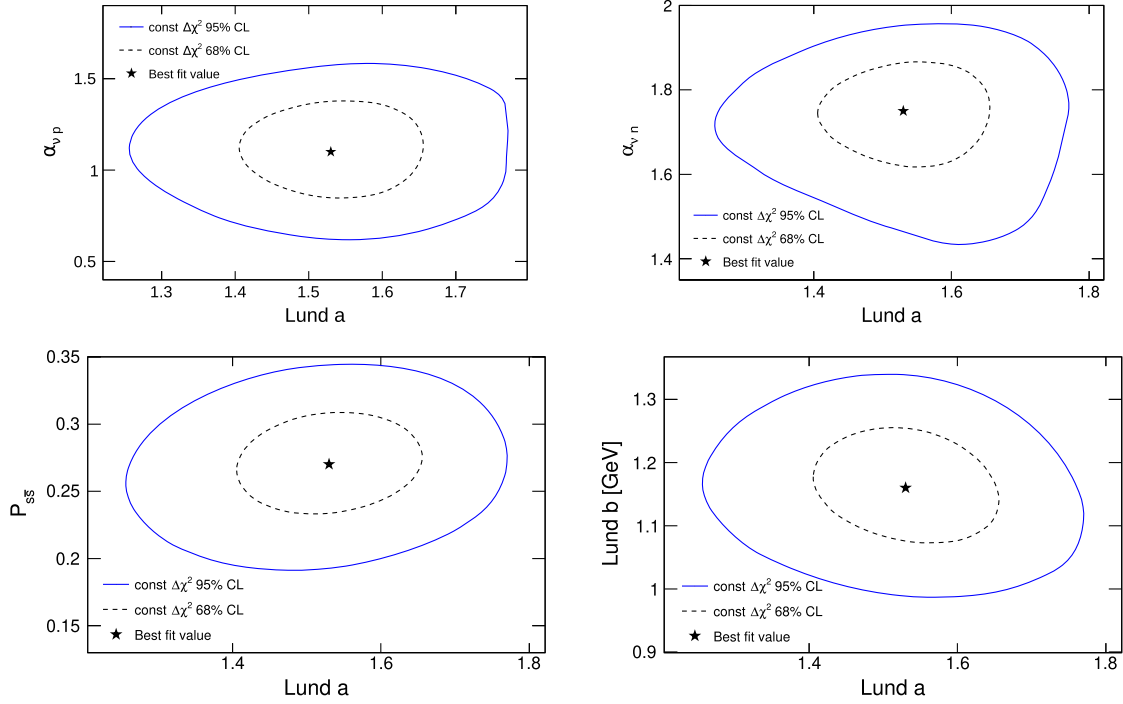 const Δχ² 95% CL
const Δχ² 68% CL
Best fit value
1.5
1
0.5
α_ν p
1.3 1.4 1.5 1.6 1.7
Lund a
2
1.8
1.6
1.4
α_ν n
const Δχ² 95% CL
const Δχ² 68% CL
Best fit value
1.4 1.6 1.8
Lund a
0.35
0.3
0.25
0.2
0.15
P_ss̄
const Δχ² 95% CL
const Δχ² 68% CL
Best fit value
1.4 1.6 1.8
Lund a
1.3
1.2
1.1
1
0.9
Lund b [GeV]
const Δχ² 95% CL
const Δχ² 68% CL
Best fit value
1.4 1.6 1.8
Lund a